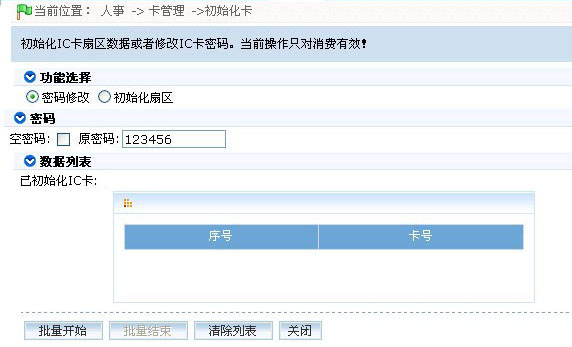 当前位置： 人事 -> 卡管理 ->初始化卡
初始化IC卡扇区数据或者修改IC卡密码。当前操作只对消费有效!
功能选择
密码修改 初始化扇区
密码
空密码: 原密码: 123456
数据列表
已初始化IC卡:
序号 卡号
批量开始 批量结束 清除列表 关闭